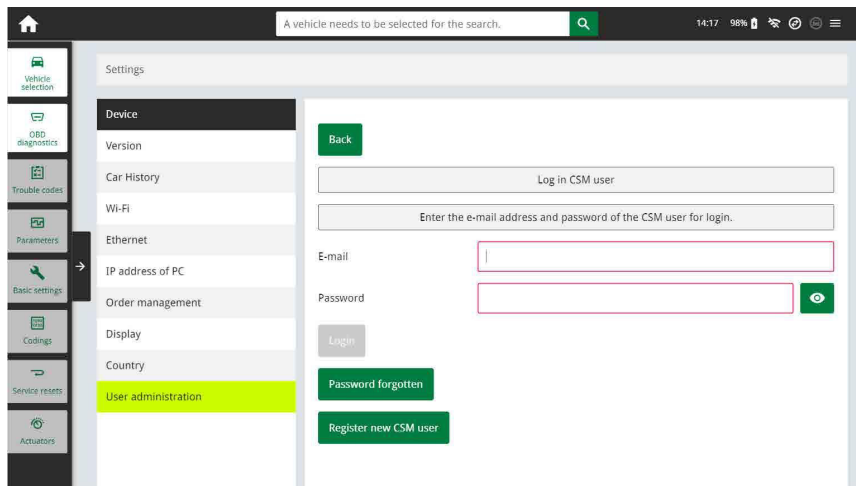 A vehicle needs to be selected for the search.
14:17 98%
Vehicle
selection
OBD
diagnostics
Trouble codes
Parameters
Basic settings
Codings
Service resets
Actuators
Settings
Device
Version
Car History
Wi-Fi
Ethernet
IP address of PC
Order management
Display
Country
User administration
Back
Log in CSM user
Enter the e-mail address and password of the CSM user for login.
E-mail
Password
Login
Password forgotten
Register new CSM user